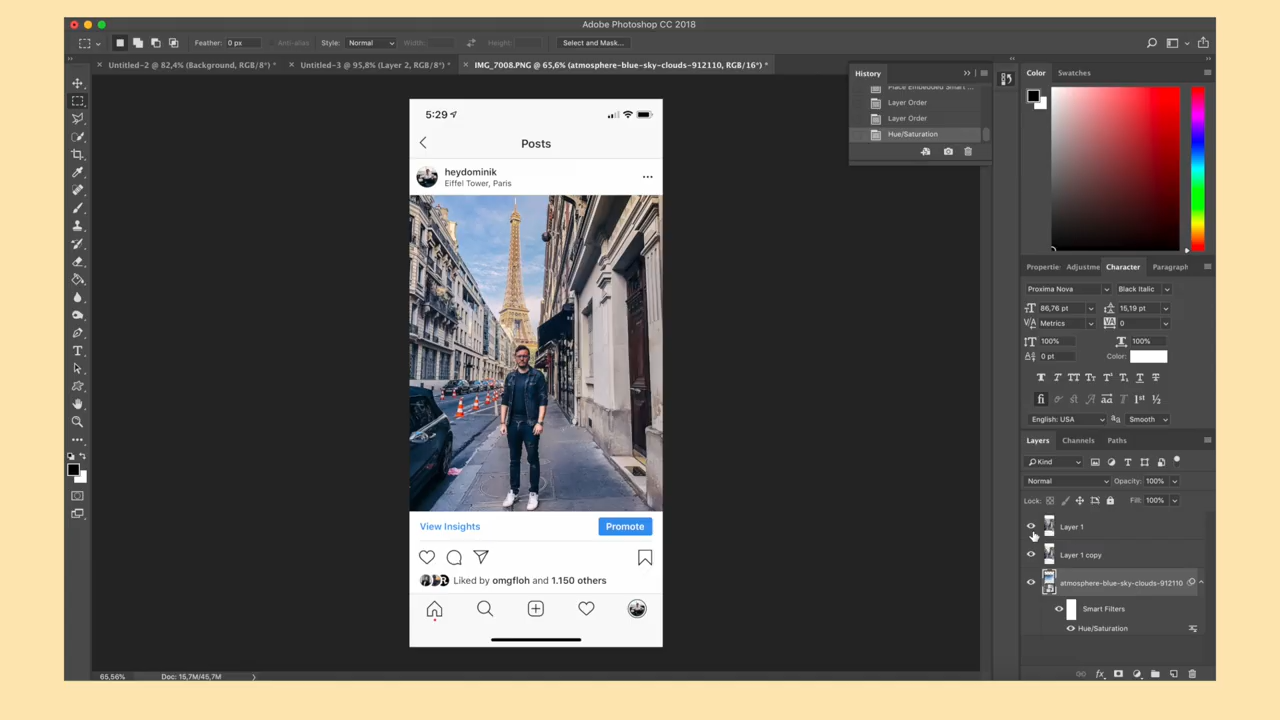 Adobe Photoshop CC 2018
Feather: 0 px
Anti-alias
Style: Normal
Width:
Height:
Select and Mask...
Untitled-2 @ 82,4% (Background, RGB/8*) *
Untitled-3 @ 95,8% (Layer 2, RGB/8*) *
IMG_7008.PNG @ 65,6% (atmosphere-blue-sky-clouds-912110, RGB/16*) *
History
Place Embedded Smart ...
Layer Order
Layer Order
Hue/Saturation
Color
Swatches
5:29
Posts
heydominik
Eiffel Tower, Paris
View Insights
Promote
Liked by omgfloh and 1.150 others
Propertie
Adjustme
Character
Paragraph
Proxima Nova
Black Italic
86,76 pt
15,19 pt
Metrics
0
100%
100%
0 pt
Color:
English: USA
Smooth
Layers
Channels
Paths
Kind
Normal
Opacity: 100%
Lock:
Fill: 100%
Layer 1
Layer 1 copy
atmosphere-blue-sky-clouds-912110
Smart Filters
Hue/Saturation
65,56%
Doc: 15,7M/45,7M